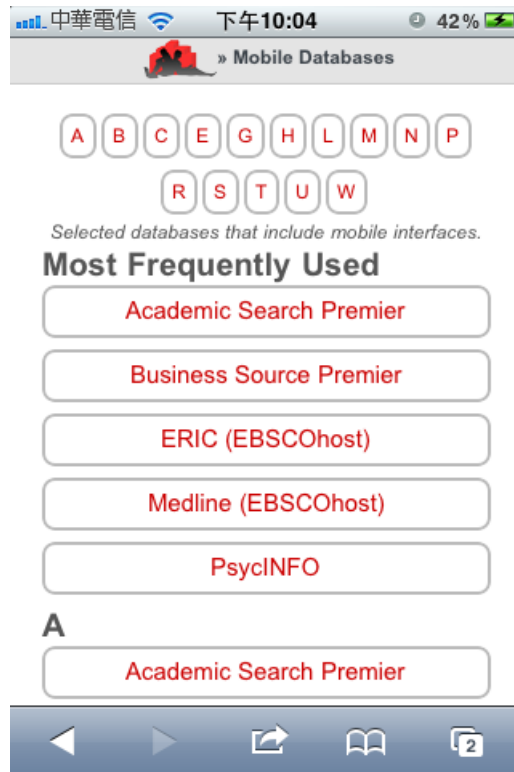 中華電信 下午10:04 42%
» Mobile Databases
A B C E G H L M N P
R S T U W
Selected databases that include mobile interfaces.
Most Frequently Used
Academic Search Premier
Business Source Premier
ERIC (EBSCOhost)
Medline (EBSCOhost)
PsycINFO
A
Academic Search Premier
2